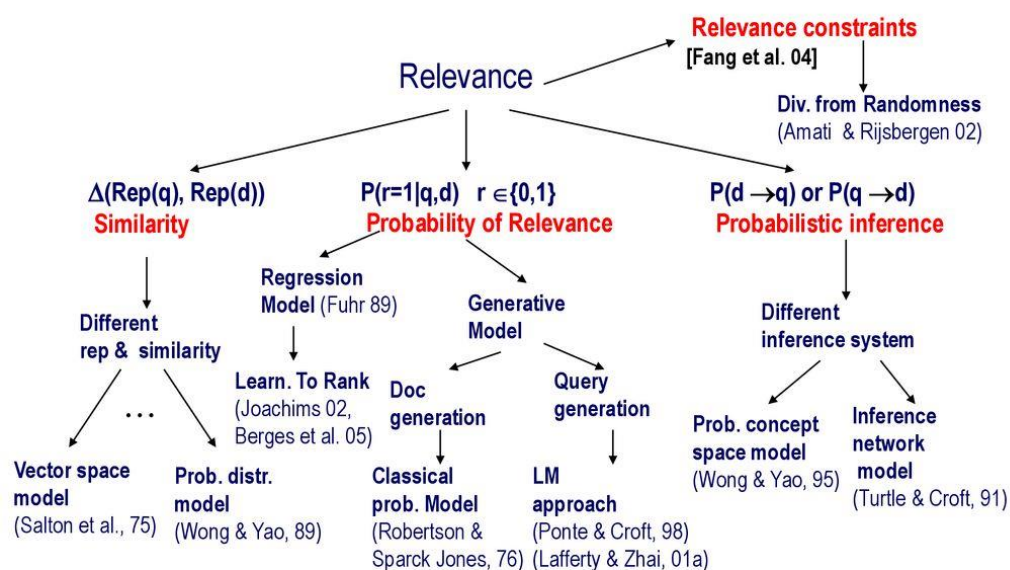 Relevance constraints
[Fang et al. 04]
Relevance
Div. from Randomness
(Amati & Rijsbergen 02)
Δ(Rep(q), Rep(d))
Similarity
P(r=1|q,d) r ∈{0,1}
Probability of Relevance
P(d →q) or P(q →d)
Probabilistic inference
Regression
Model (Fuhr 89)
Generative
Model
Different
rep & similarity
Different
inference system
Learn. To Rank
(Joachims 02,
Berges et al. 05)
Doc
generation
Query
generation
…
Vector space
model
(Salton et al., 75)
Prob. distr.
model
(Wong & Yao, 89)
Classical
prob. Model
(Robertson &
Sparck Jones, 76)
LM
approach
(Ponte & Croft, 98)
(Lafferty & Zhai, 01a)
Prob. concept
space model
(Wong & Yao, 95)
Inference
network
model
(Turtle & Croft, 91)